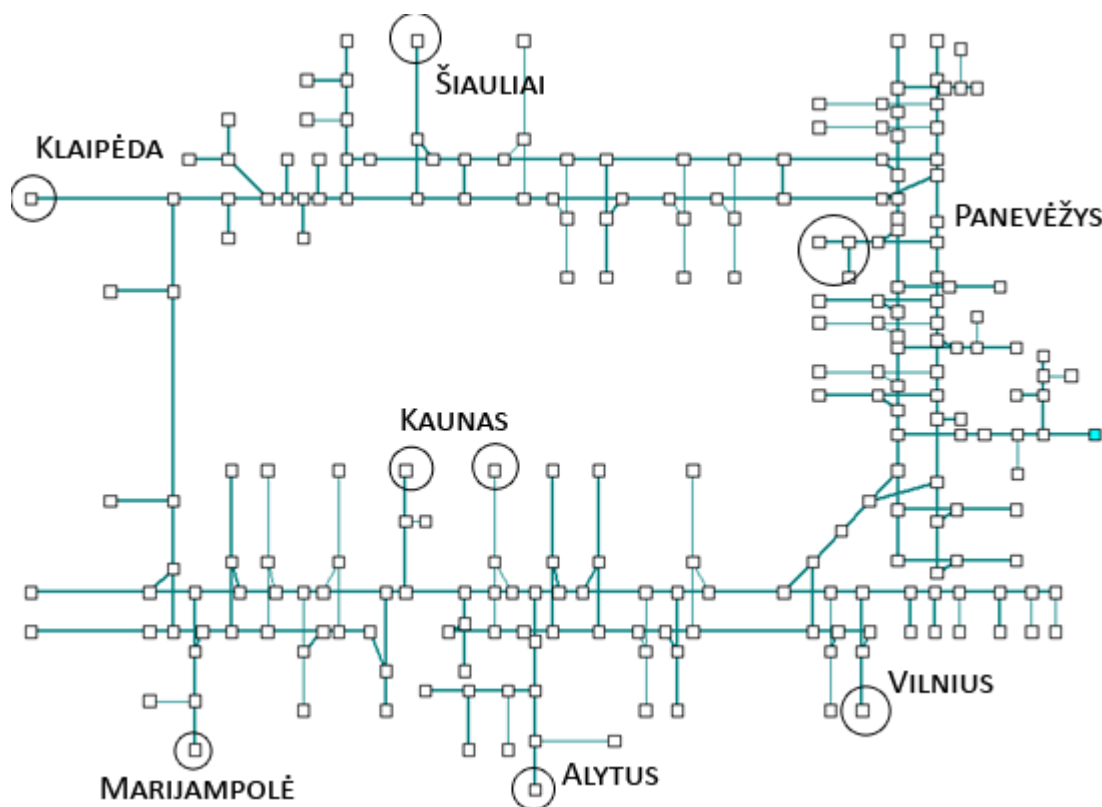 ŠIAULIAI
KLAIPĖDA
PANEVĖŽYS
KAUNAS
VILNIUS
MARIJAMPOLĖ
ALYTUS